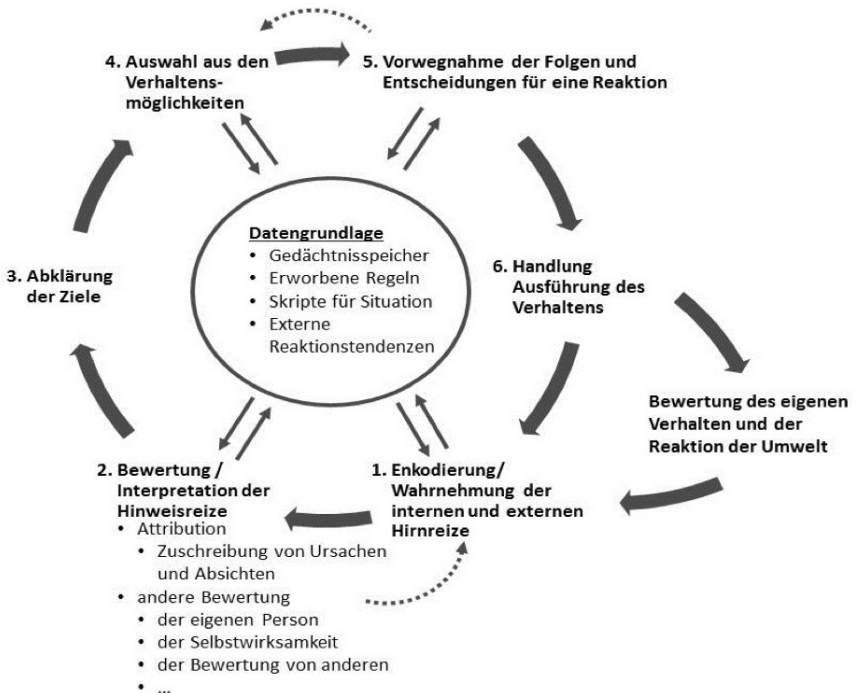 4. Auswahl aus den
Verhaltens-
möglichkeiten
5. Vorwegnahme der Folgen und
Entscheidungen für eine Reaktion
Datengrundlage
• Gedächtnisspeicher
• Erworbene Regeln
• Skripte für Situation
• Externe
Reaktionstendenzen
3. Abklärung
der Ziele
6. Handlung
Ausführung des
Verhaltens
Bewertung des eigenen
Verhalten und der
Reaktion der Umwelt
2. Bewertung /
Interpretation der
Hinweisreize
• Attribution
• Zuschreibung von Ursachen
und Absichten
• andere Bewertung
• der eigenen Person
• der Selbstwirksamkeit
• der Bewertung von anderen
• ...
1. Enkodierung/
Wahrnehmung der
internen und externen
Hirnreize